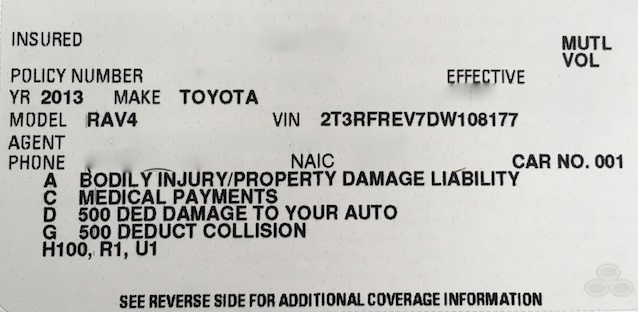 INSURED
MUTL
VOL
POLICY NUMBER EFFECTIVE
YR 2013 MAKE TOYOTA
MODEL RAV4 VIN 2T3RFREV7DW108177
AGENT
PHONE NAIC CAR NO. 001
A BODILY INJURY/PROPERTY DAMAGE LIABILITY
C MEDICAL PAYMENTS
D 500 DED DAMAGE TO YOUR AUTO
G 500 DEDUCT COLLISION
H100, R1, U1
SEE REVERSE SIDE FOR ADDITIONAL COVERAGE INFORMATION